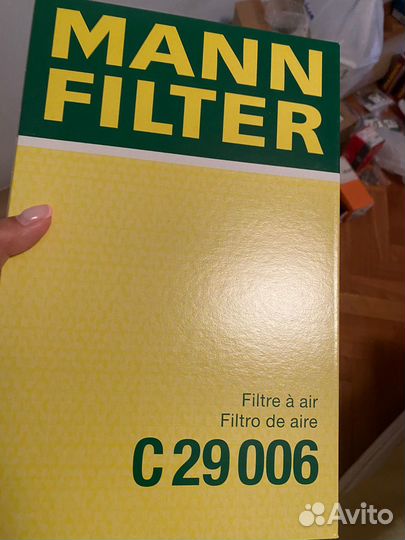 MANN
FILTER
Filtre à air
Filtro de aire
C 29 006
Avito